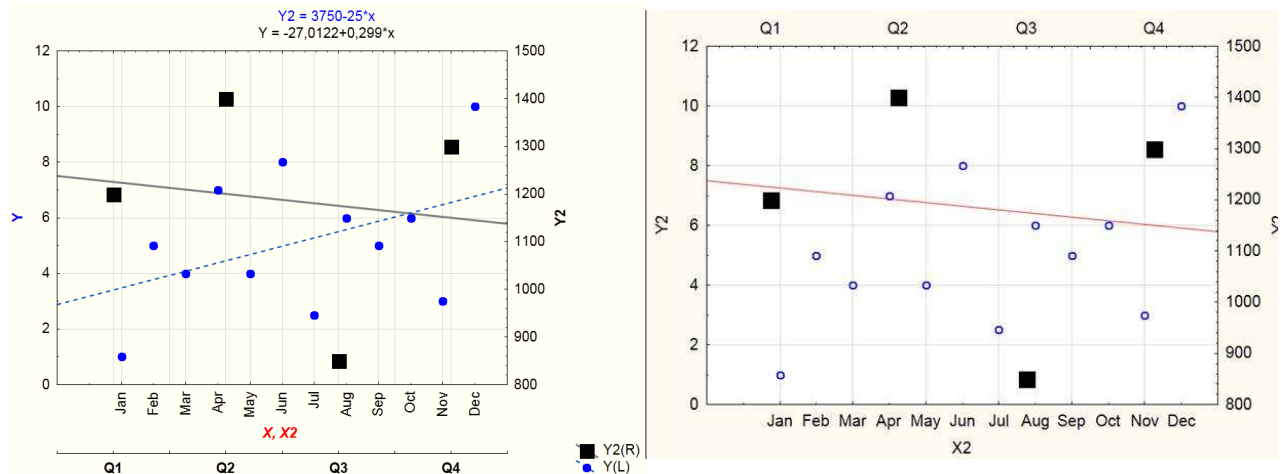 Y2 = 3750-25*x
Y = -27,0122+0,299*x
12
10
8
6
4
2
0
Y
1500
1400
1300
1200
1100
1000
900
800
Y2
Jan Feb Mar Apr May Jun Jul Aug Sep Oct Nov Dec
X, X2
Q1 Q2 Q3 Q4
Y2(R)
Y(L)
Q1 Q2 Q3 Q4
12
10
8
6
4
2
0
Y2
1500
1400
1300
1200
1100
1000
900
800
Y2
Jan Feb Mar Apr May Jun Jul Aug Sep Oct Nov Dec
X2